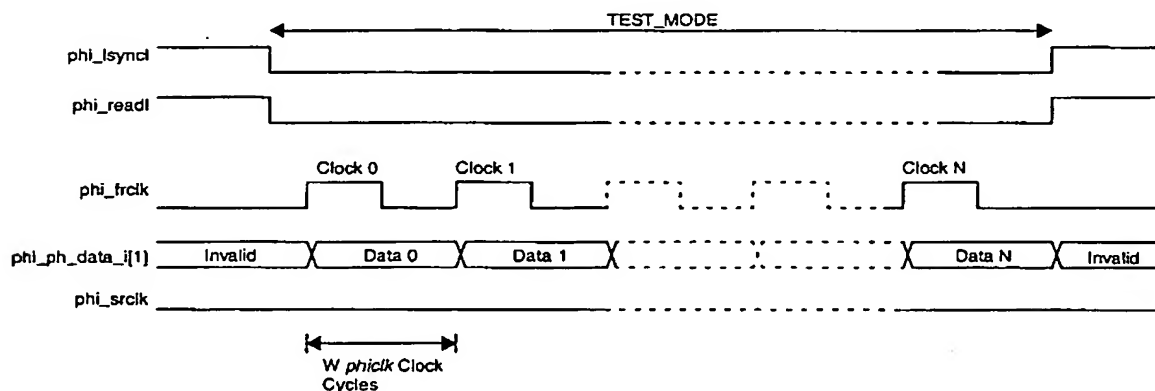 TEST_MODE
phi_lsyncl
phi_readl
Clock 0 Clock 1 Clock N
phi_frclk
phi_ph_data_i[1] Invalid Data 0 Data 1 Data N Invalid
phi_srclk
W phiclk Clock
Cycles